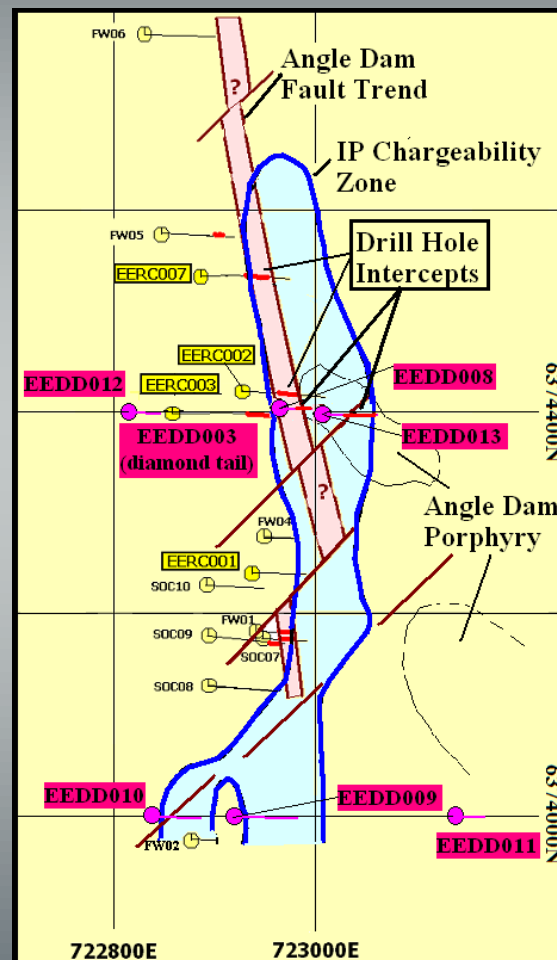 FW06
Angle Dam
Fault Trend
?
IP Chargeability
Zone
FW05
Drill Hole
Intercepts
EERC007
EERC002
EEDD012
EERC003
EEDD008
6374400N
EEDD003
(diamond tail)
EEDD013
?
Angle Dam
Porphyry
FW04
EERC001
SOC10
FW01
SOC09
SOC07
SOC08
EEDD010
EEDD009
6374000N
EEDD011
FW02
722800E
723000E